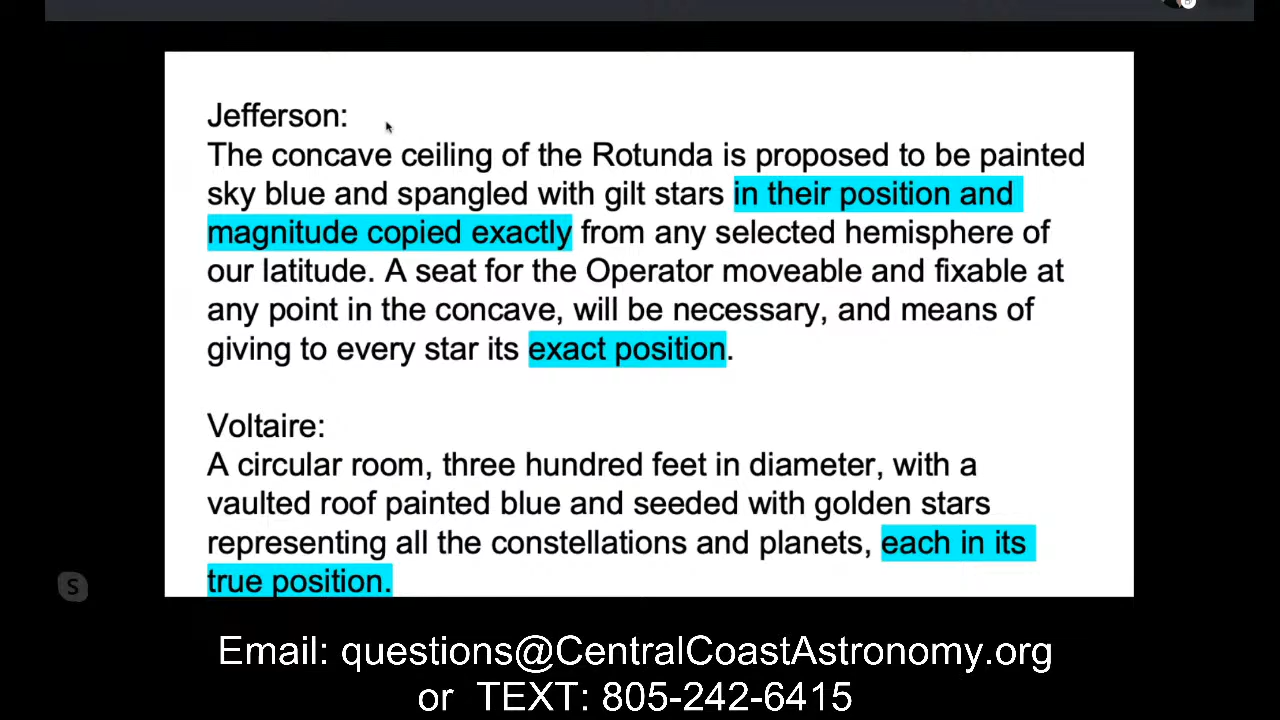 Jefferson:
The concave ceiling of the Rotunda is proposed to be painted
sky blue and spangled with gilt stars in their position and
magnitude copied exactly from any selected hemisphere of
our latitude. A seat for the Operator moveable and fixable at
any point in the concave, will be necessary, and means of
giving to every star its exact position.
Voltaire:
A circular room, three hundred feet in diameter, with a
vaulted roof painted blue and seeded with golden stars
representing all the constellations and planets, each in its
true position.
S
Email: questions@CentralCoastAstronomy.org
or TEXT: 805-242-6415